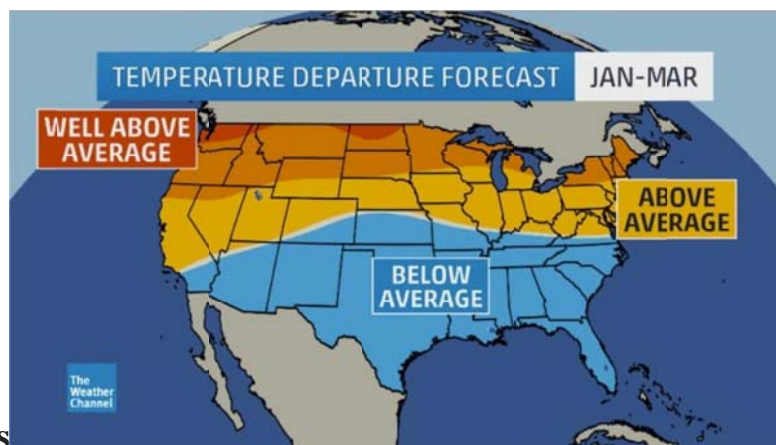 TEMPERATURE DEPARTURE FORECAST JAN-MAR
WELL ABOVE
AVERAGE
ABOVE
AVERAGE
BELOW
AVERAGE
The
Weather
Channel
s